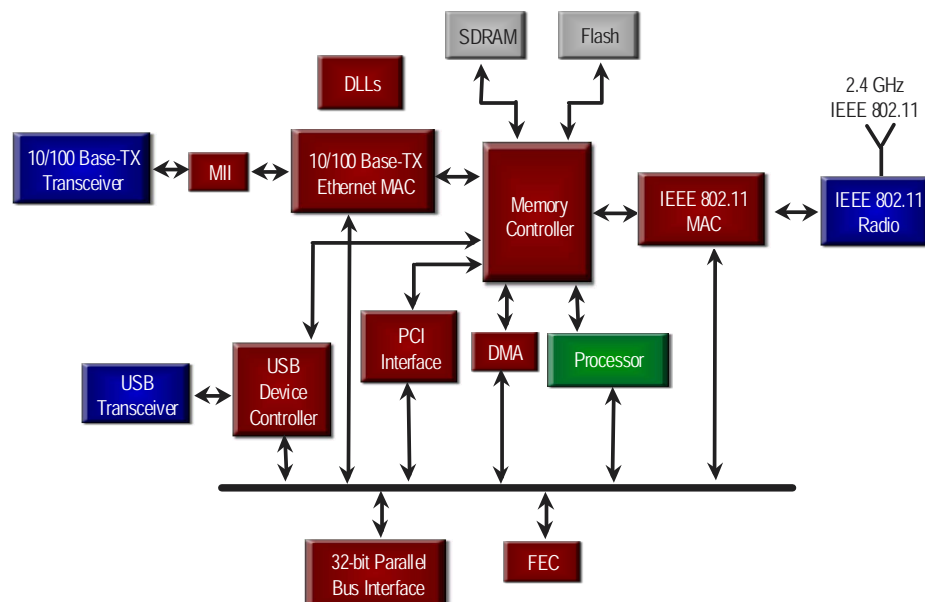 SDRAM
Flash
DLLs
2.4 GHz
IEEE 802.11
10/100 Base-TX
Transceiver
MII
10/100 Base-TX
Ethernet MAC
Memory
Controller
IEEE 802.11
MAC
IEEE 802.11
Radio
PCI
Interface
DMA
Processor
USB
Transceiver
USB
Device
Controller
32-bit Parallel
Bus Interface
FEC